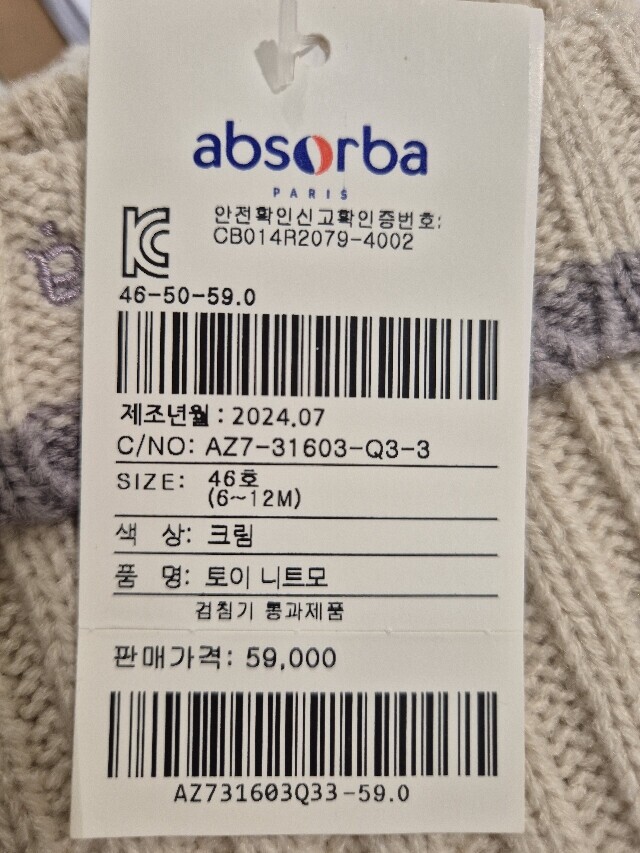 absorba
PARIS
안전확인신고확인증번호:
CB014R2079-4002
46-50-59.0
제조년월 : 2024.07
C/NO: AZ7-31603-Q3-3
SIZE: 46호
(6~12M)
색 상: 크림
품 명: 토이 니트모
검침기 통과제품
판매가격: 59,000
AZ731603Q33-59.0